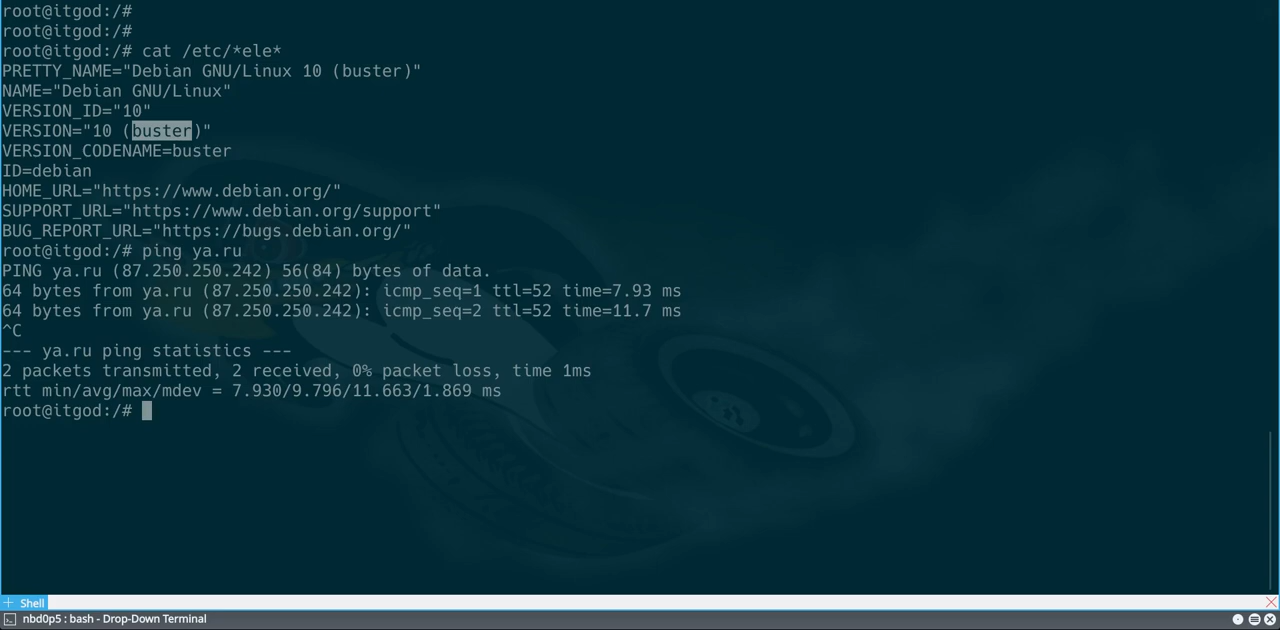 root@itgod:/#
root@itgod:/#
root@itgod:/# cat /etc/*ele*
PRETTY_NAME="Debian GNU/Linux 10 (buster)"
NAME="Debian GNU/Linux"
VERSION_ID="10"
VERSION="10 (buster)"
VERSION_CODENAME=buster
ID=debian
HOME_URL="https://www.debian.org/"
SUPPORT_URL="https://www.debian.org/support"
BUG_REPORT_URL="https://bugs.debian.org/"
root@itgod:/# ping ya.ru
PING ya.ru (87.250.250.242) 56(84) bytes of data.
64 bytes from ya.ru (87.250.250.242): icmp_seq=1 ttl=52 time=7.93 ms
64 bytes from ya.ru (87.250.250.242): icmp_seq=2 ttl=52 time=11.7 ms
^C
--- ya.ru ping statistics ---
2 packets transmitted, 2 received, 0% packet loss, time 1ms
rtt min/avg/max/mdev = 7.930/9.796/11.663/1.869 ms
root@itgod:/#
Shell
nbd0p5 : bash - Drop-Down Terminal